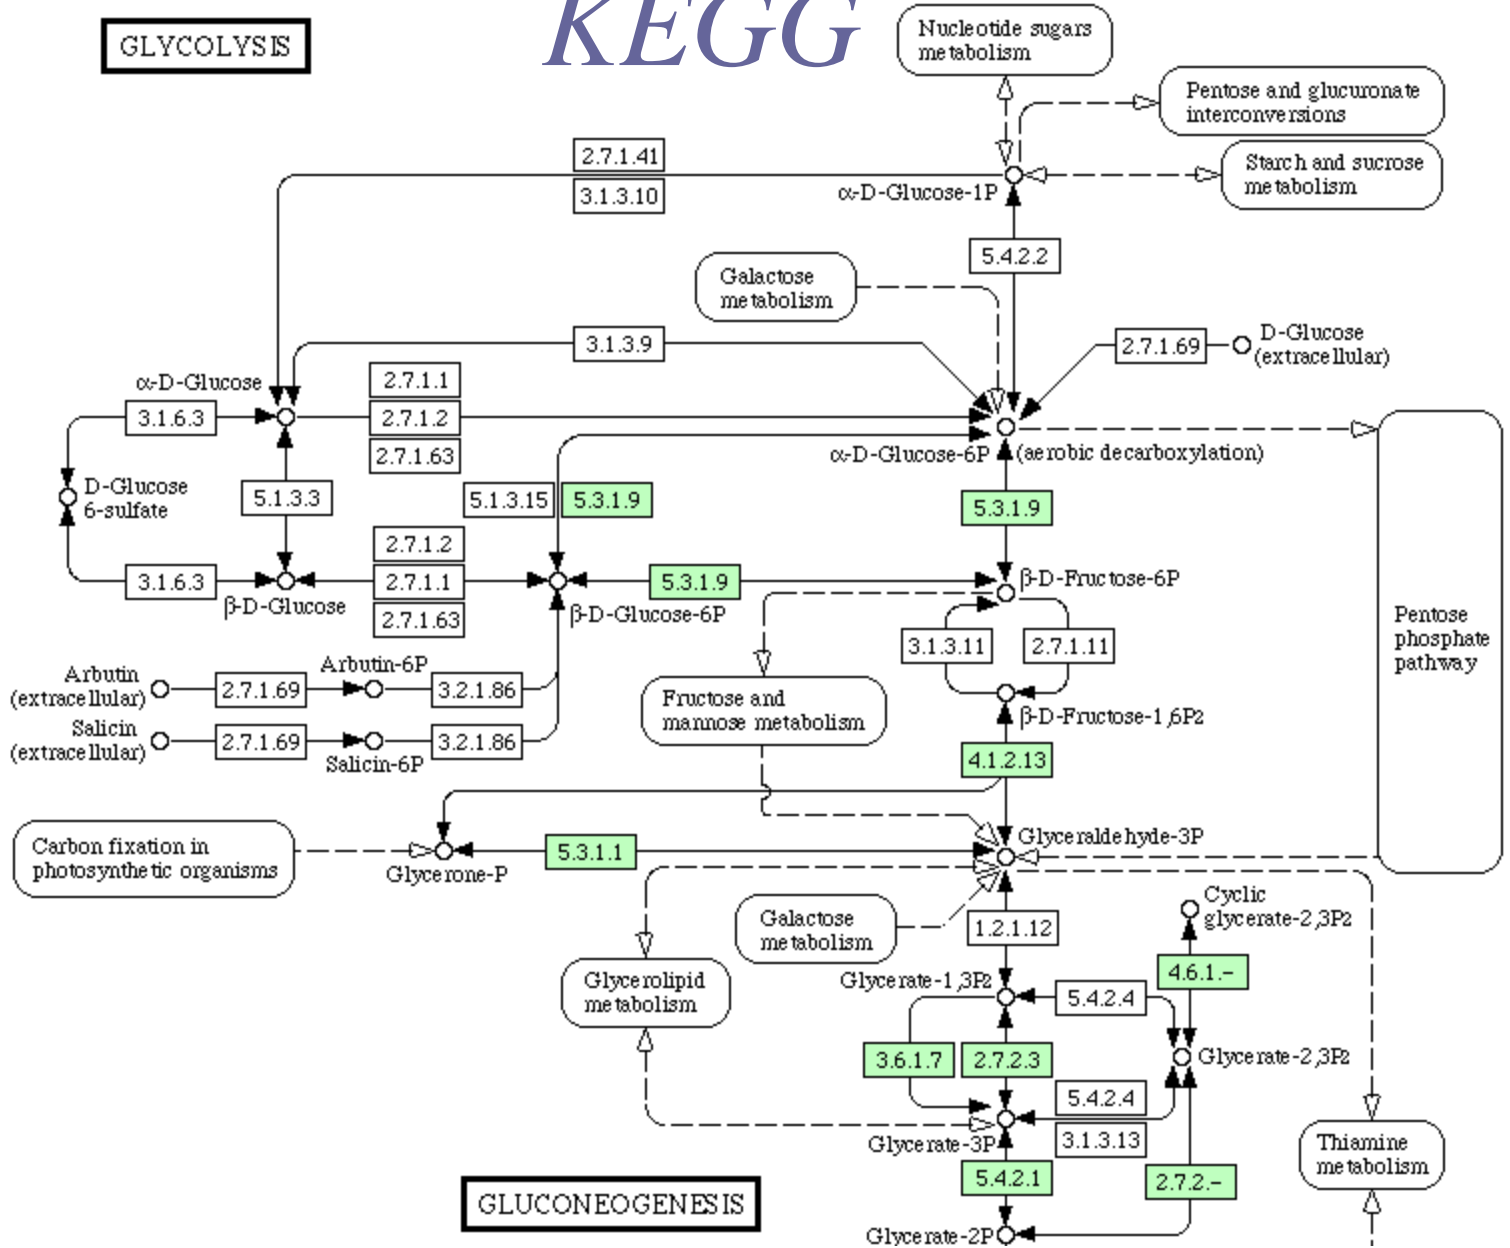 KEGG
GLYCOLYSIS
Nucleotide sugars
metabolism
Pentose and glucuronate
interconversions
2.7.1.41
3.1.3.10
Starch and sucrose
metabolism
α-D-Glucose-1P
5.4.2.2
Galactose
metabolism
3.1.3.9
2.7.1.69
D-Glucose
(extracellular)
α-D-Glucose
2.7.1.1
3.1.6.3
2.7.1.2
2.7.1.63
α-D-Glucose-6P
(aerobic decarboxylation)
D-Glucose
6-sulfate
5.1.3.3
5.1.3.15
5.3.1.9
5.3.1.9
2.7.1.2
3.1.6.3
2.7.1.1
5.3.1.9
2.7.1.63
β-D-Glucose
β-D-Glucose-6P
β-D-Fructose-6P
3.1.3.11
2.7.1.11
Pentose
phosphate
pathway
Arbutin
(extracellular)
2.7.1.69
Arbutin-6P
3.2.1.86
Salicin
(extracellular)
2.7.1.69
Salicin-6P
3.2.1.86
Fructose and
mannose metabolism
β-D-Fructose-1,6P2
4.1.2.13
Carbon fixation in
photosynthetic organisms
Glycerone-P
5.3.1.1
Glyceraldehyde-3P
Galactose
metabolism
1.2.1.12
Cyclic
glycerate-2,3P2
Glycerolipid
metabolism
Glycerate-1,3P2
5.4.2.4
4.6.1.-
3.6.1.7
2.7.2.3
Glycerate-2,3P2
5.4.2.4
3.1.3.13
Glycerate-3P
Thiamine
metabolism
5.4.2.1
2.7.2.-
GLUCONEOGENESIS
Glycerate-2P